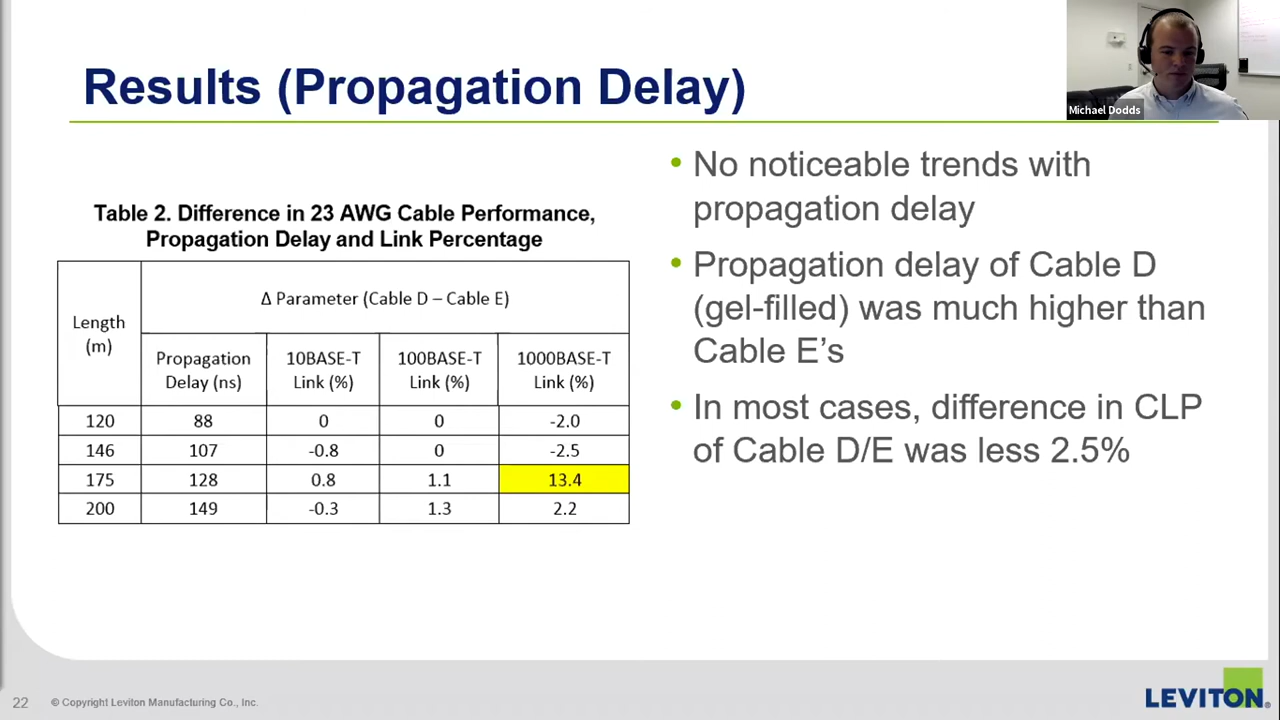 Results (Propagation Delay)
Michael Dodds
Table 2. Difference in 23 AWG Cable Performance,
Propagation Delay and Link Percentage
Length
(m)
Δ Parameter (Cable D – Cable E)
Propagation
Delay (ns)
10BASE-T
Link (%)
100BASE-T
Link (%)
1000BASE-T
Link (%)
120 88 0 0 -2.0
146 107 -0.8 0 -2.5
175 128 0.8 1.1 13.4
200 149 -0.3 1.3 2.2
• No noticeable trends with
propagation delay
• Propagation delay of Cable D
(gel-filled) was much higher than
Cable E’s
• In most cases, difference in CLP
of Cable D/E was less 2.5%
22 © Copyright Leviton Manufacturing Co., Inc.
LEVITON®